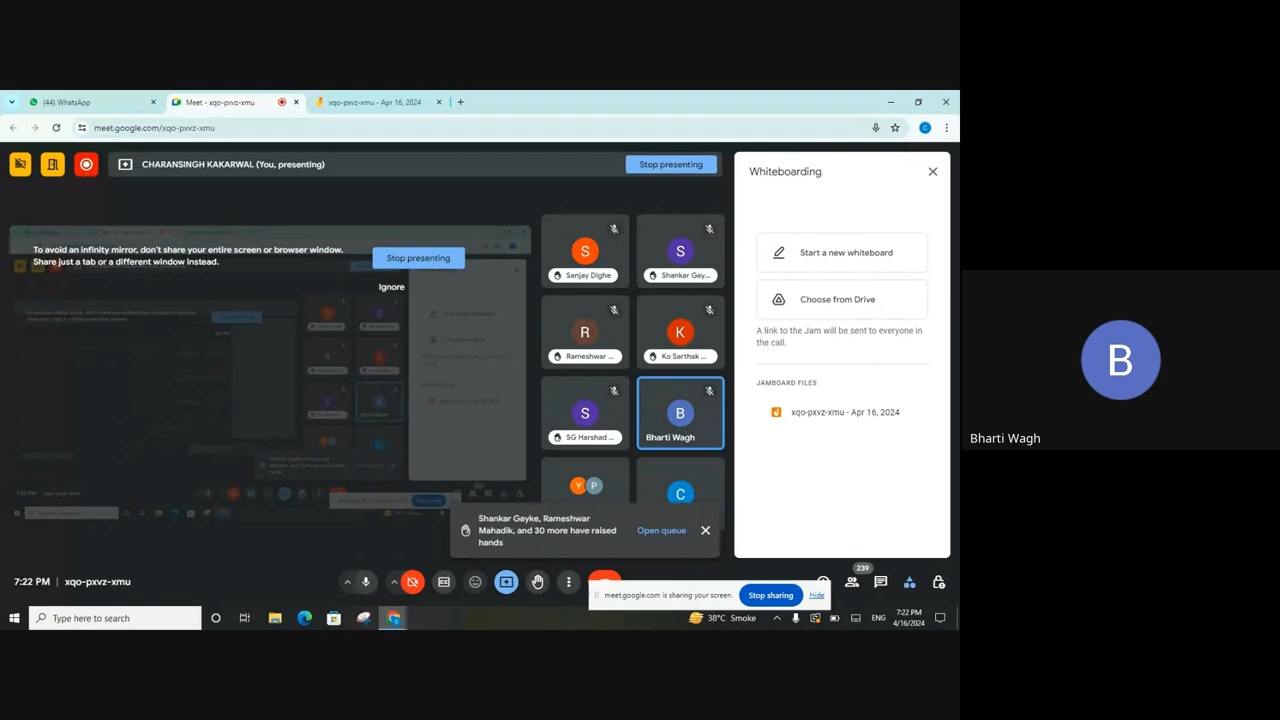 (44) WhatsApp
Meet - xqo-pxvz-xmu
xqo-pxvz-xmu - Apr 16, 2024
meet.google.com/xqo-pxvz-xmu
CHARANSINGH KAKARWAL (You, presenting)
Stop presenting
To avoid an infinity mirror, don't share your entire screen or browser window.
Share just a tab or a different window instead.
Stop presenting
Ignore
S
Sanjay Dighe
S
Shankar Gay...
R
Rameshwar ...
K
Ko Sarthak ...
S
SG Harshad ...
B
Bharti Wagh
Y P
C
Shankar Gayke, Rameshwar
Mahadik, and 30 more have raised
hands
Open queue
Whiteboarding
Start a new whiteboard
Choose from Drive
A link to the Jam will be sent to everyone in
the call.
JAMBOARD FILES
xqo-pxvz-xmu - Apr 16, 2024
7:22 PM | xqo-pxvz-xmu
239
meet.google.com is sharing your screen.
Stop sharing
Hide
Type here to search
38°C Smoke
ENG
7:22 PM
4/16/2024
B
Bharti Wagh